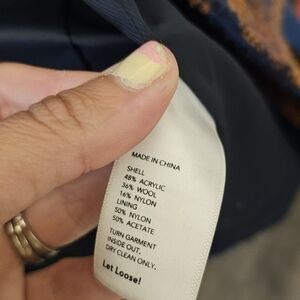 MADE IN CHINA
SHELL
48% ACRYLIC
36% WOOL
16% NYLON
LINING
50% NYLON
50% ACETATE
TURN GARMENT
INSIDE OUT.
DRY CLEAN ONLY.
Let Loose!